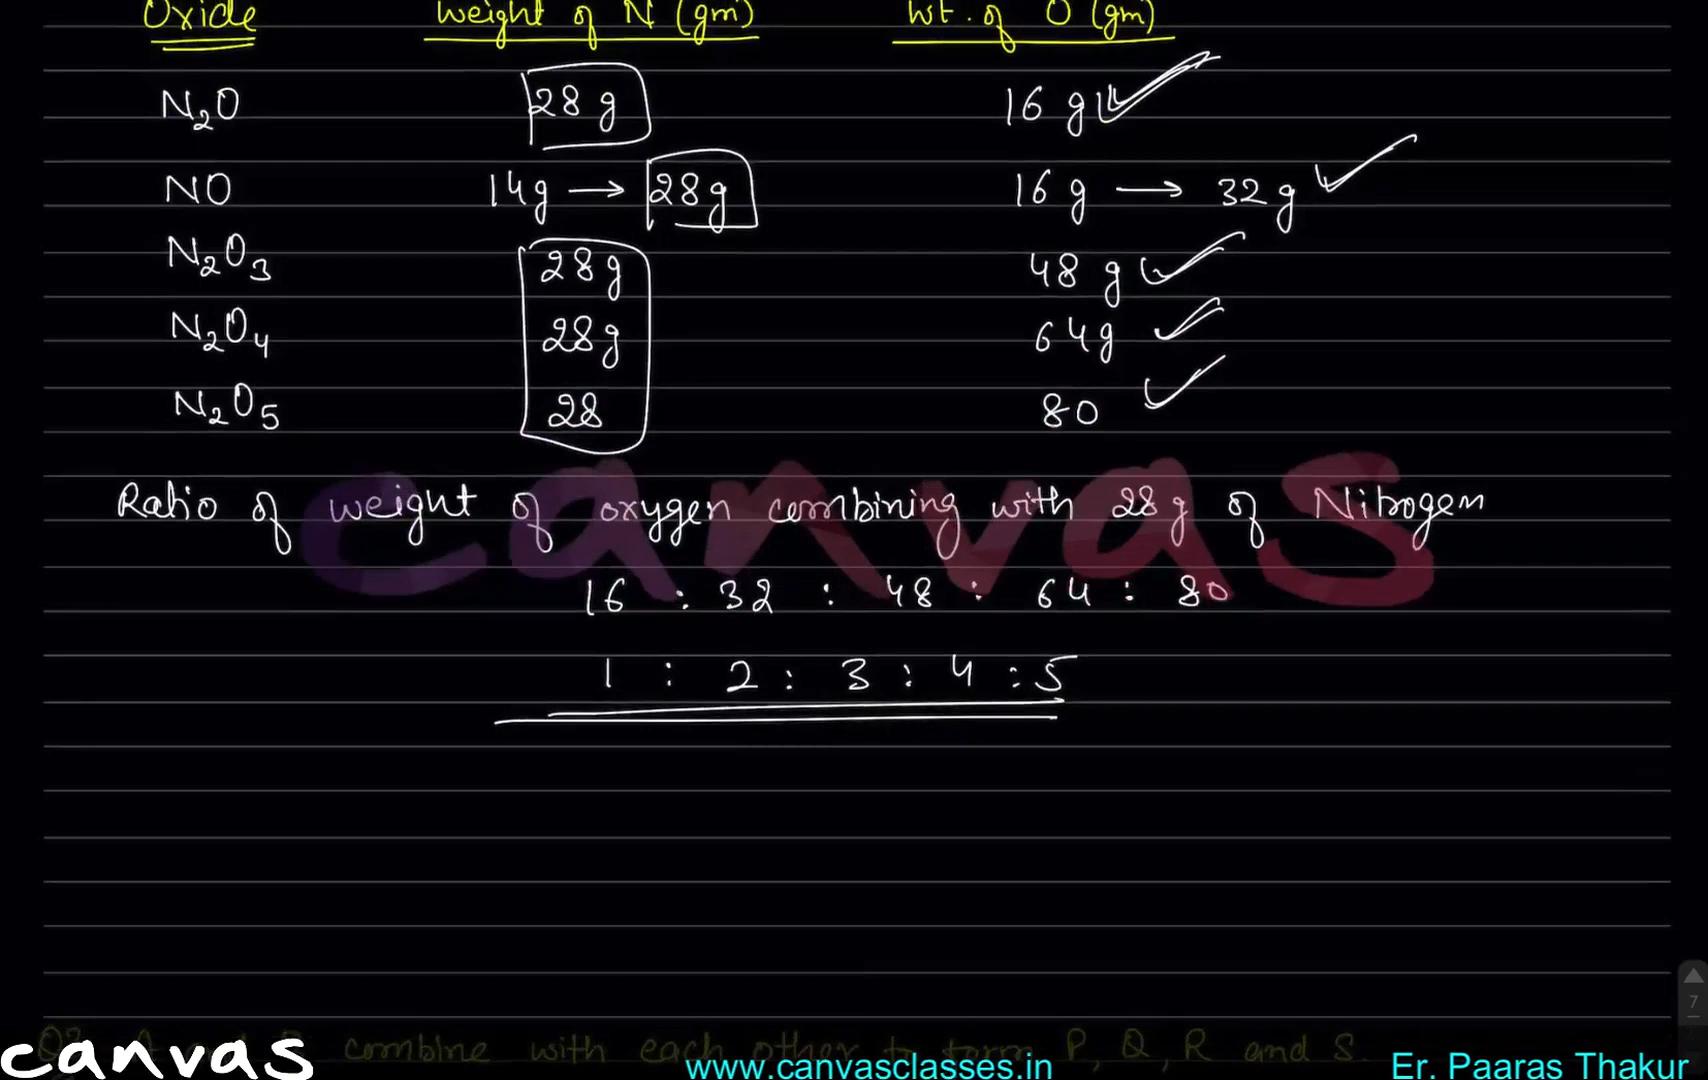 Oxide Weight of N (gm) Wt. of O (gm)
N₂O 28 g 16 g
NO 14g → 28g 16 g → 32 g
N₂O₃ 28g 48 g
N₂O₄ 28g 64g
N₂O₅ 28 80
canvas
Ratio of weight of oxygen combining with 28 g of Nitrogen
16 : 32 : 48 : 64 : 80
1 : 2 : 3 : 4 : 5
7
combine with each other to form P, Q, R and S.
canvas www.canvasclasses.in Er. Paaras Thakur